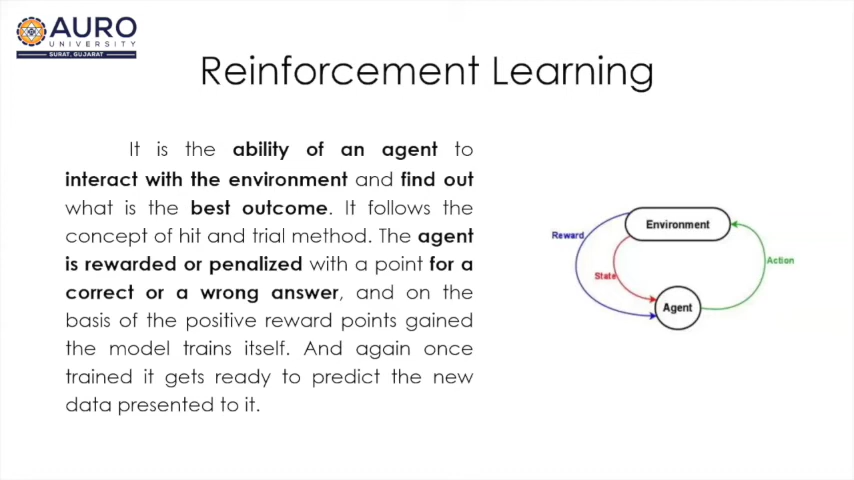 AURO
UNIVERSITY
SURAT, GUJARAT
Reinforcement Learning
It is the ability of an agent to
interact with the environment and find out
what is the best outcome. It follows the
concept of hit and trial method. The agent
is rewarded or penalized with a point for a
correct or a wrong answer, and on the
basis of the positive reward points gained
the model trains itself. And again once
trained it gets ready to predict the new
data presented to it.
Environment
Reward
Action
State
Agent